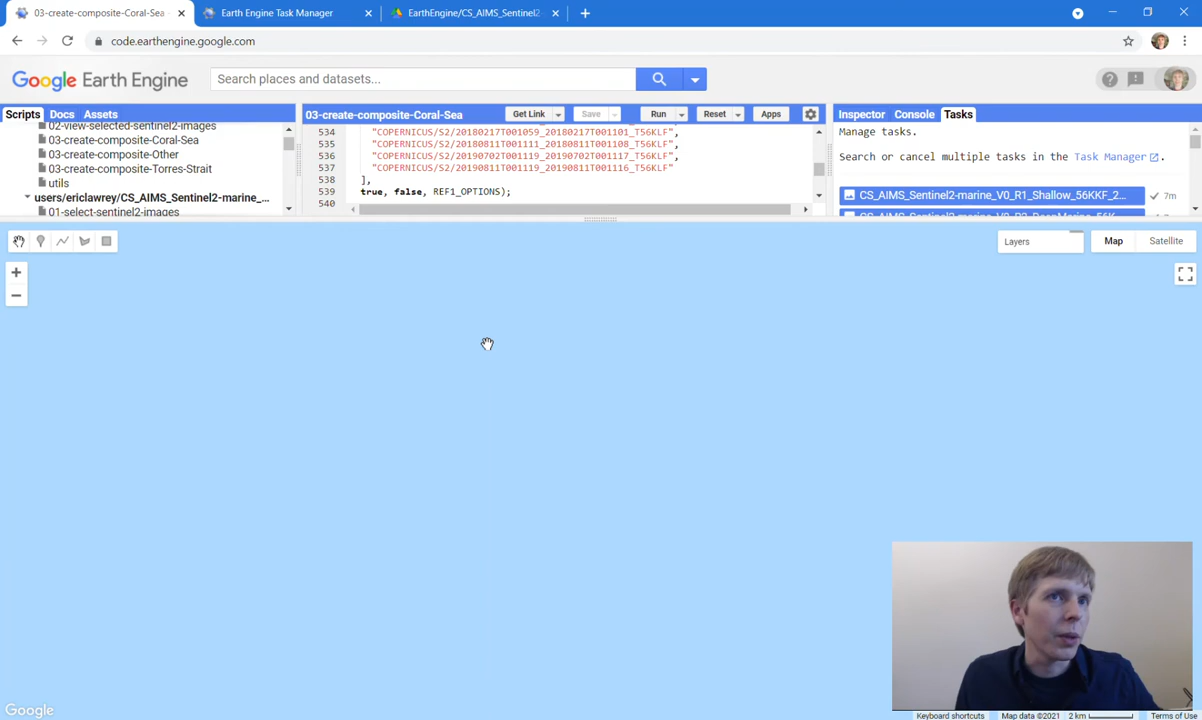 03-create-composite-Coral-Sea
Earth Engine Task Manager
EarthEngine/CS_AIMS_Sentinel2-
code.earthengine.google.com
Google Earth Engine
Search places and datasets...
Scripts Docs Assets
02-view-selected-sentinel2-images
03-create-composite-Coral-Sea
03-create-composite-Other
03-create-composite-Torres-Strait
utils
users/ericlawrey/CS_AIMS_Sentinel2-marine_...
01-select-sentinel2-images
03-create-composite-Coral-Sea
Get Link Save Run Reset Apps
534 "COPERNICUS/S2/20180217T001059_20180217T001101_T56KLF",
535 "COPERNICUS/S2/20180811T001111_20180811T001108_T56KLF",
536 "COPERNICUS/S2/20190702T001119_20190702T001117_T56KLF",
537 "COPERNICUS/S2/20190811T001119_20190811T001116_T56KLF"
538 ],
539 true, false, REF1_OPTIONS);
540
Inspector Console Tasks
Manage tasks.
Search or cancel multiple tasks in the Task Manager.
CS_AIMS_Sentinel2-marine_V0_R1_Shallow_56KKF_2... 7m
Layers
Map Satellite
Google
Keyboard shortcuts Map data ©2021 2 km Terms of Use